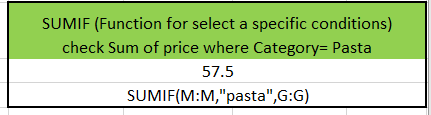 SUMIF (Function for select a specific conditions)
check Sum of price where Category= Pasta
57.5
SUMIF(M:M,"pasta",G:G)